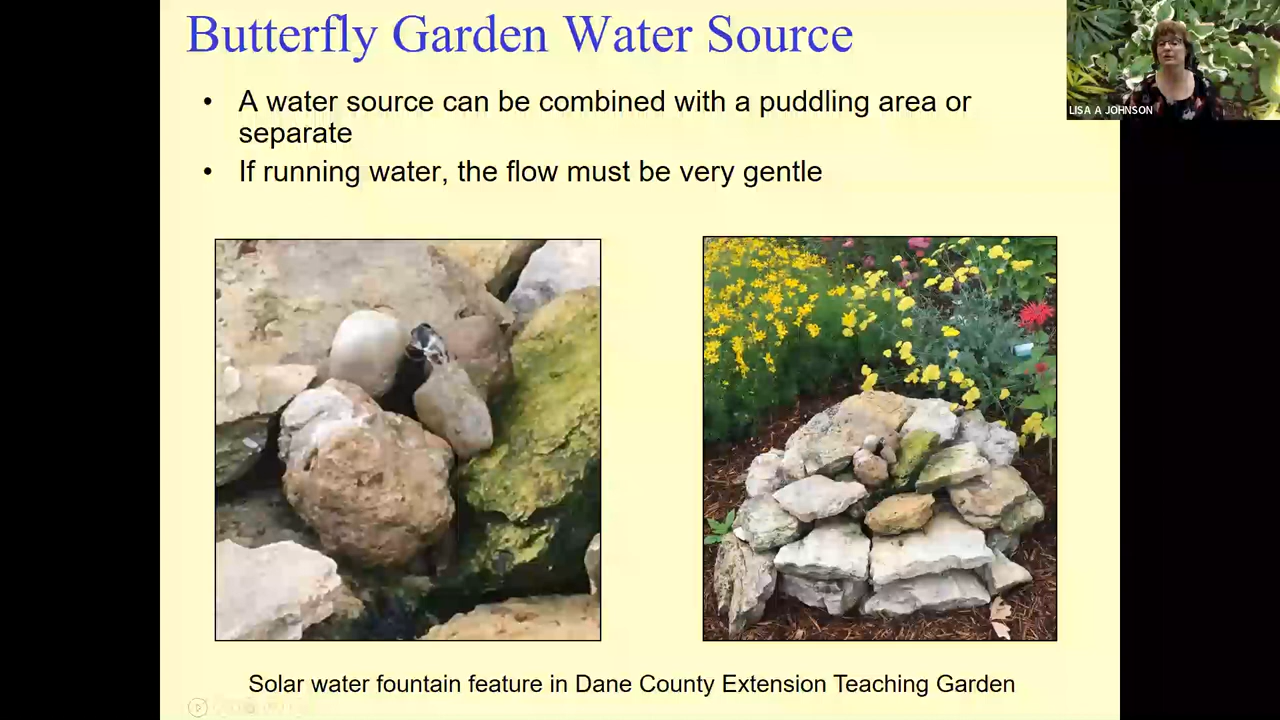 Butterfly Garden Water Source
• A water source can be combined with a puddling area or
separate
• If running water, the flow must be very gentle
LISA A JOHNSON
Solar water fountain feature in Dane County Extension Teaching Garden